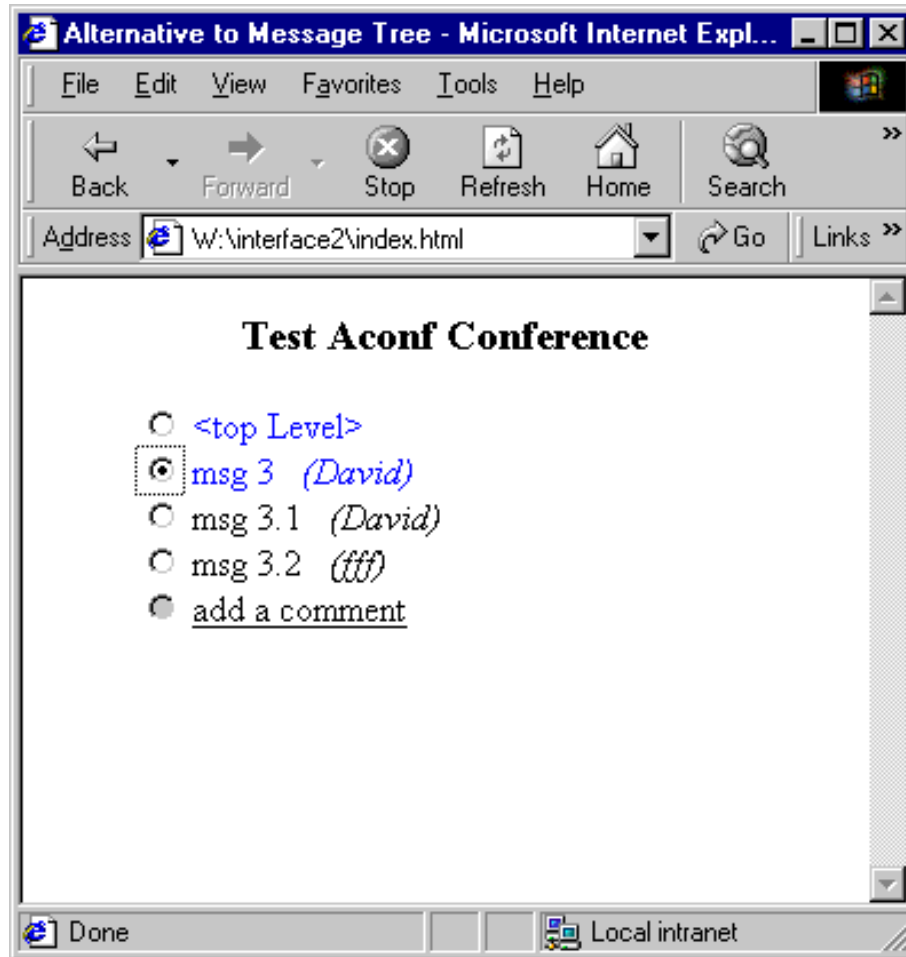 Alternative to Message Tree - Microsoft Internet Expl...
File Edit View Favorites Tools Help
Back Forward Stop Refresh Home Search »
Address W:\interface2\index.html Go Links »
Test Aconf Conference
<top Level>
msg 3 (David)
msg 3.1 (David)
msg 3.2 (fff)
add a comment
Done Local intranet